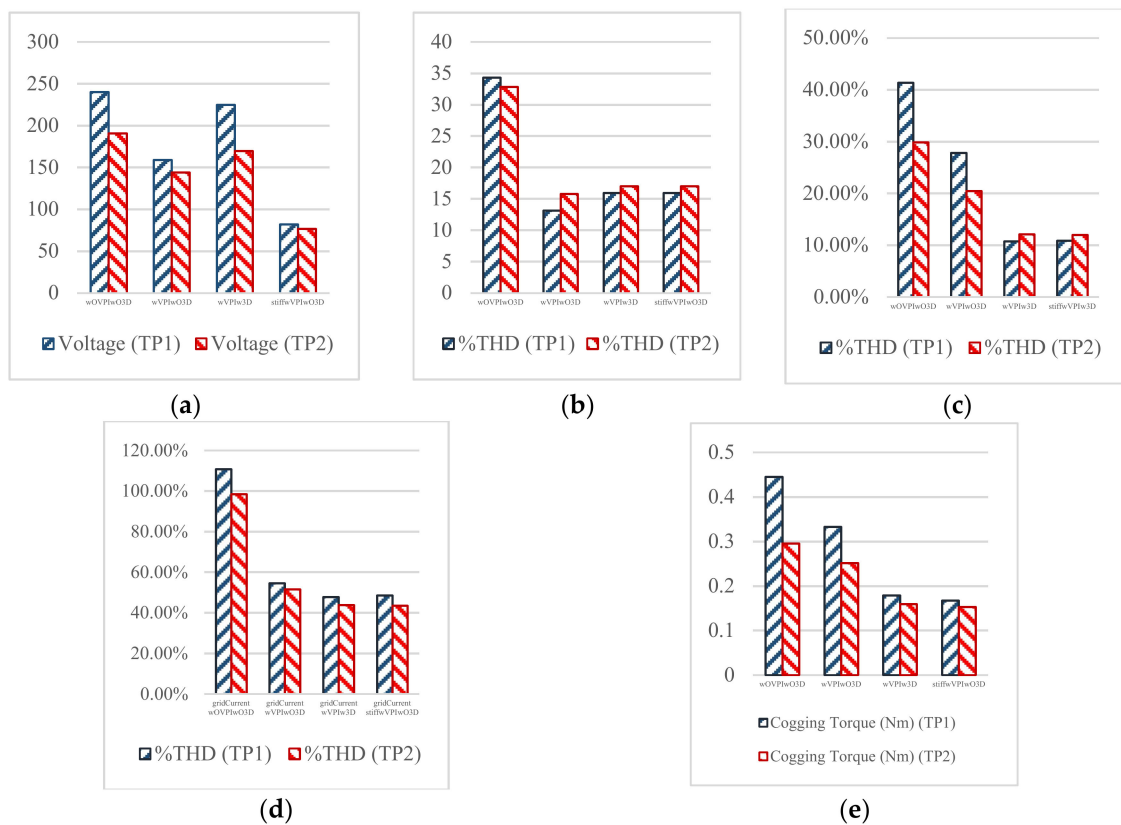 300
250
200
150
100
50
0
wOVPIwO3D wVPIwO3D wVPIw3D stiffwVPIwO3D
Voltage (TP1) Voltage (TP2)
(a)
40
35
30
25
20
15
10
5
0
wOVPIwO3D wVPIwO3D wVPIw3D stiffwVPIwO3D
%THD (TP1) %THD (TP2)
(b)
50.00%
40.00%
30.00%
20.00%
10.00%
0.00%
wOVPIwO3D wVPIwO3D wVPIw3D stiffwVPIw3D
%THD (TP1) %THD (TP2)
(c)
120.00%
100.00%
80.00%
60.00%
40.00%
20.00%
0.00%
gridCurrent gridCurrent gridCurrent gridCurrent
wOVPIwO3D wVPIwO3D wVPIw3D stiffwVPIwO3D
%THD (TP1) %THD (TP2)
(d)
0.5
0.4
0.3
0.2
0.1
0
wOVPIwO3D wVPIwO3D wVPIw3D stiffwVPIwO3D
Cogging Torque (Nm) (TP1)
Cogging Torque (Nm) (TP2)
(e)